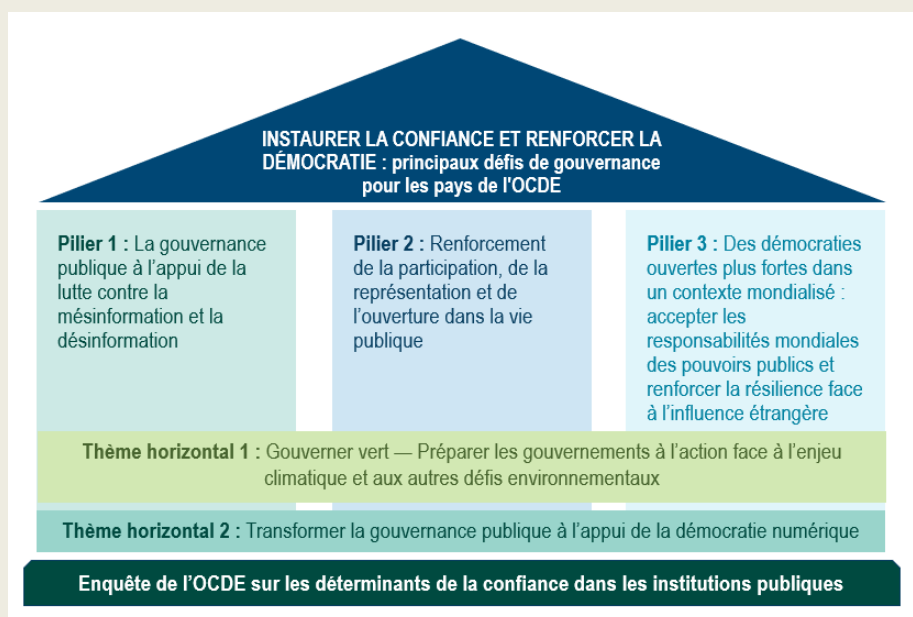 INSTAURER LA CONFIANCE ET RENFORCER LA
DÉMOCRATIE : principaux défis de gouvernance
pour les pays de l'OCDE
Pilier 1 : La gouvernance
publique à l’appui de la
lutte contre la
mésinformation et la
désinformation
Pilier 2 : Renforcement
de la participation, de la
représentation et de
l’ouverture dans la vie
publique
Pilier 3 : Des démocraties
ouvertes plus fortes dans
un contexte mondialisé :
accepter les
responsabilités mondiales
des pouvoirs publics et
renforcer la résilience face
à l’influence étrangère
Thème horizontal 1 : Gouverner vert — Préparer les gouvernements à l’action face à l’enjeu
climatique et aux autres défis environnementaux
Thème horizontal 2 : Transformer la gouvernance publique à l’appui de la démocratie numérique
Enquête de l’OCDE sur les déterminants de la confiance dans les institutions publiques